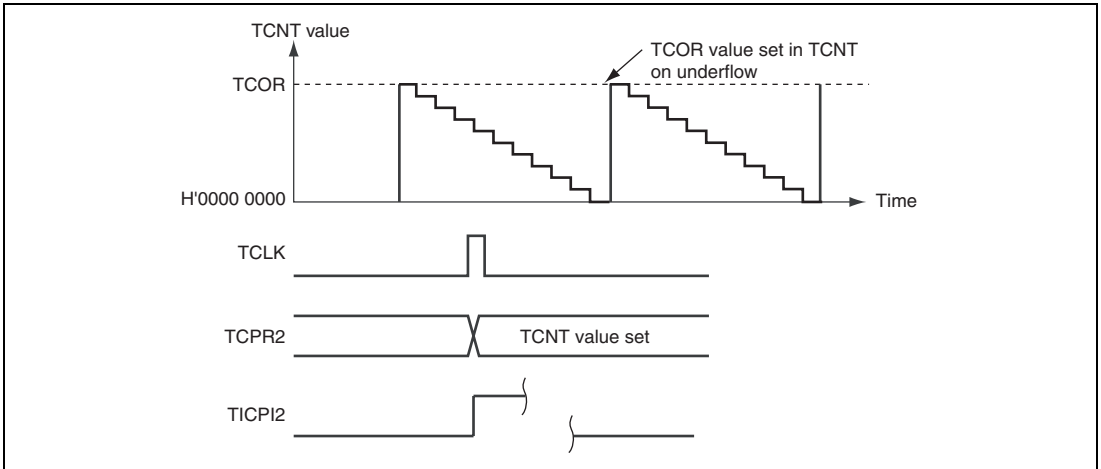 TCNT value
TCOR value set in TCNT
on underflow
TCOR
H'0000 0000
Time
TCLK
TCPR2
TCNT value set
TICPI2